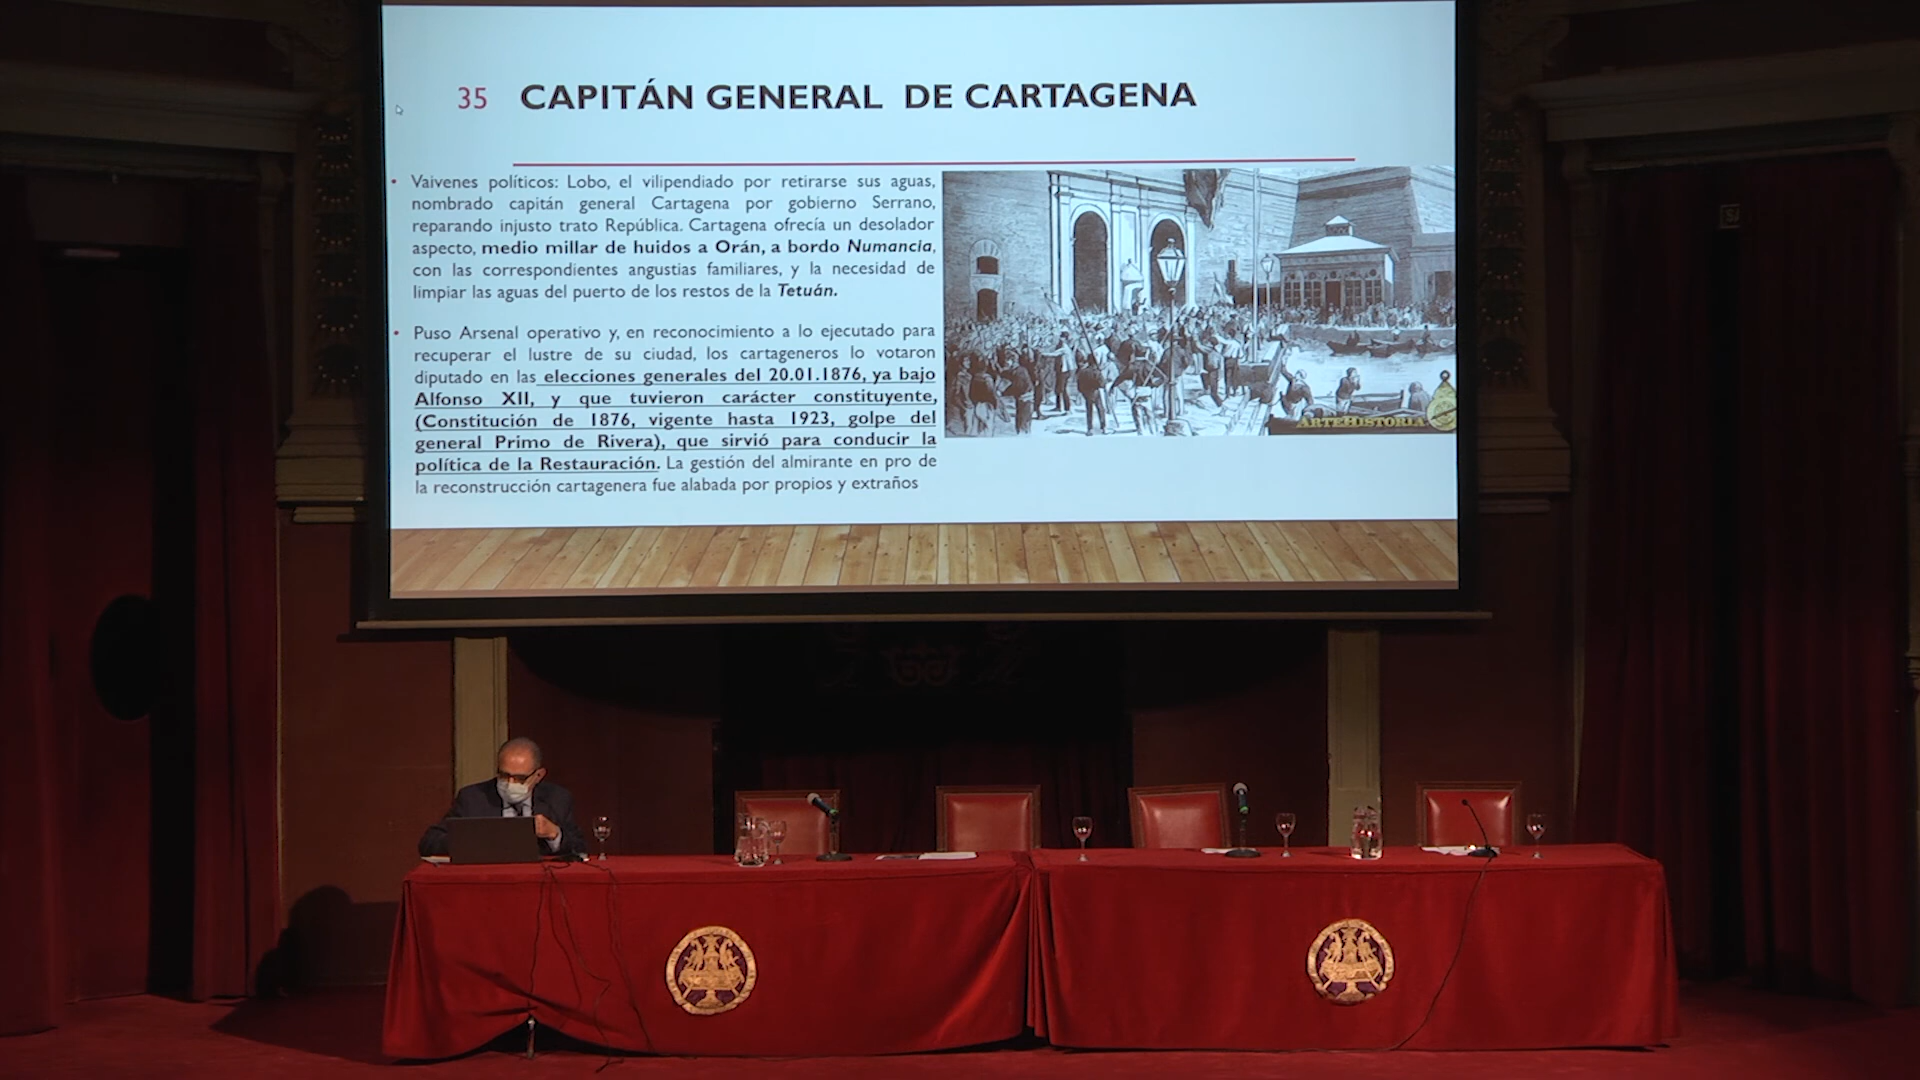 35 CAPITÁN GENERAL DE CARTAGENA
• Vaivenes políticos: Lobo, el vilipendiado por retirarse sus aguas,
nombrado capitán general Cartagena por gobierno Serrano,
reparando injusto trato República. Cartagena ofrecía un desolador
aspecto, medio millar de huidos a Orán, a bordo Numancia,
con las correspondientes angustias familiares, y la necesidad de
limpiar las aguas del puerto de los restos de la Tetuán.
• Puso Arsenal operativo y, en reconocimiento a lo ejecutado para
recuperar el lustre de su ciudad, los cartageneros lo votaron
diputado en las elecciones generales del 20.01.1876, ya bajo
Alfonso XII, y que tuvieron carácter constituyente,
(Constitución de 1876, vigente hasta 1923, golpe del
general Primo de Rivera), que sirvió para conducir la
política de la Restauración. La gestión del almirante en pro de
la reconstrucción cartagenera fue alabada por propios y extraños
ARTEHISTORIA